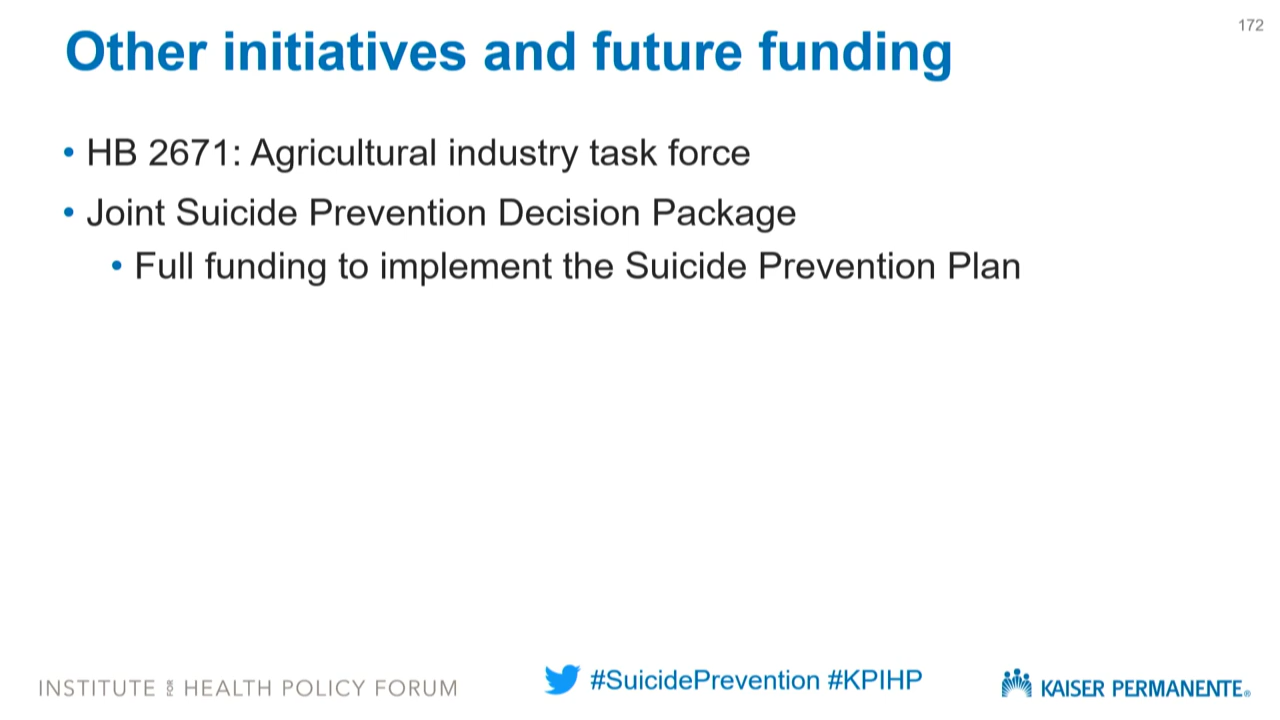 172
Other initiatives and future funding
• HB 2671: Agricultural industry task force
• Joint Suicide Prevention Decision Package
• Full funding to implement the Suicide Prevention Plan
INSTITUTE FOR HEALTH POLICY FORUM
#SuicidePrevention #KPIHP
KAISER PERMANENTE®